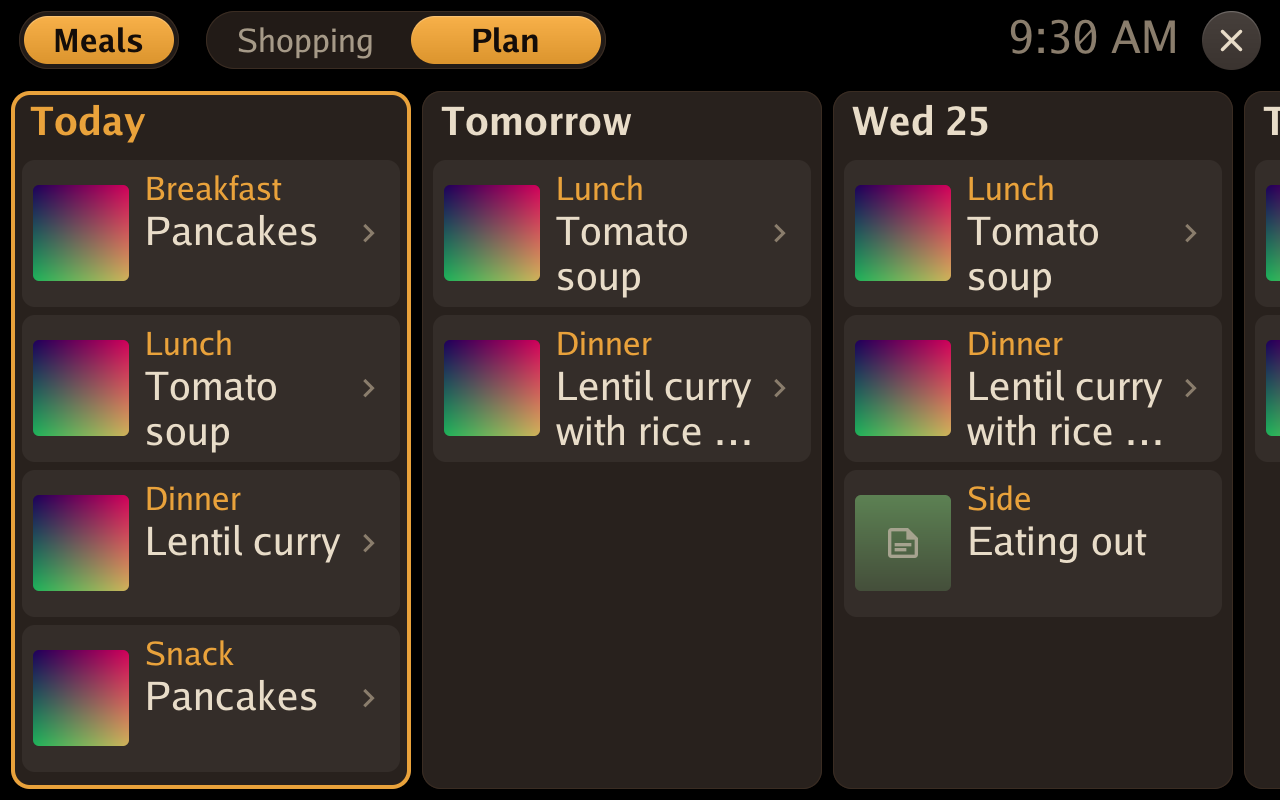 Meals
Shopping
Plan
9:30 AM
Today
Breakfast
Pancakes
Lunch
Tomato
soup
Dinner
Lentil curry
Snack
Pancakes
Tomorrow
Lunch
Tomato
soup
Dinner
Lentil curry
with rice …
Wed 25
Lunch
Tomato
soup
Dinner
Lentil curry
with rice …
Side
Eating out